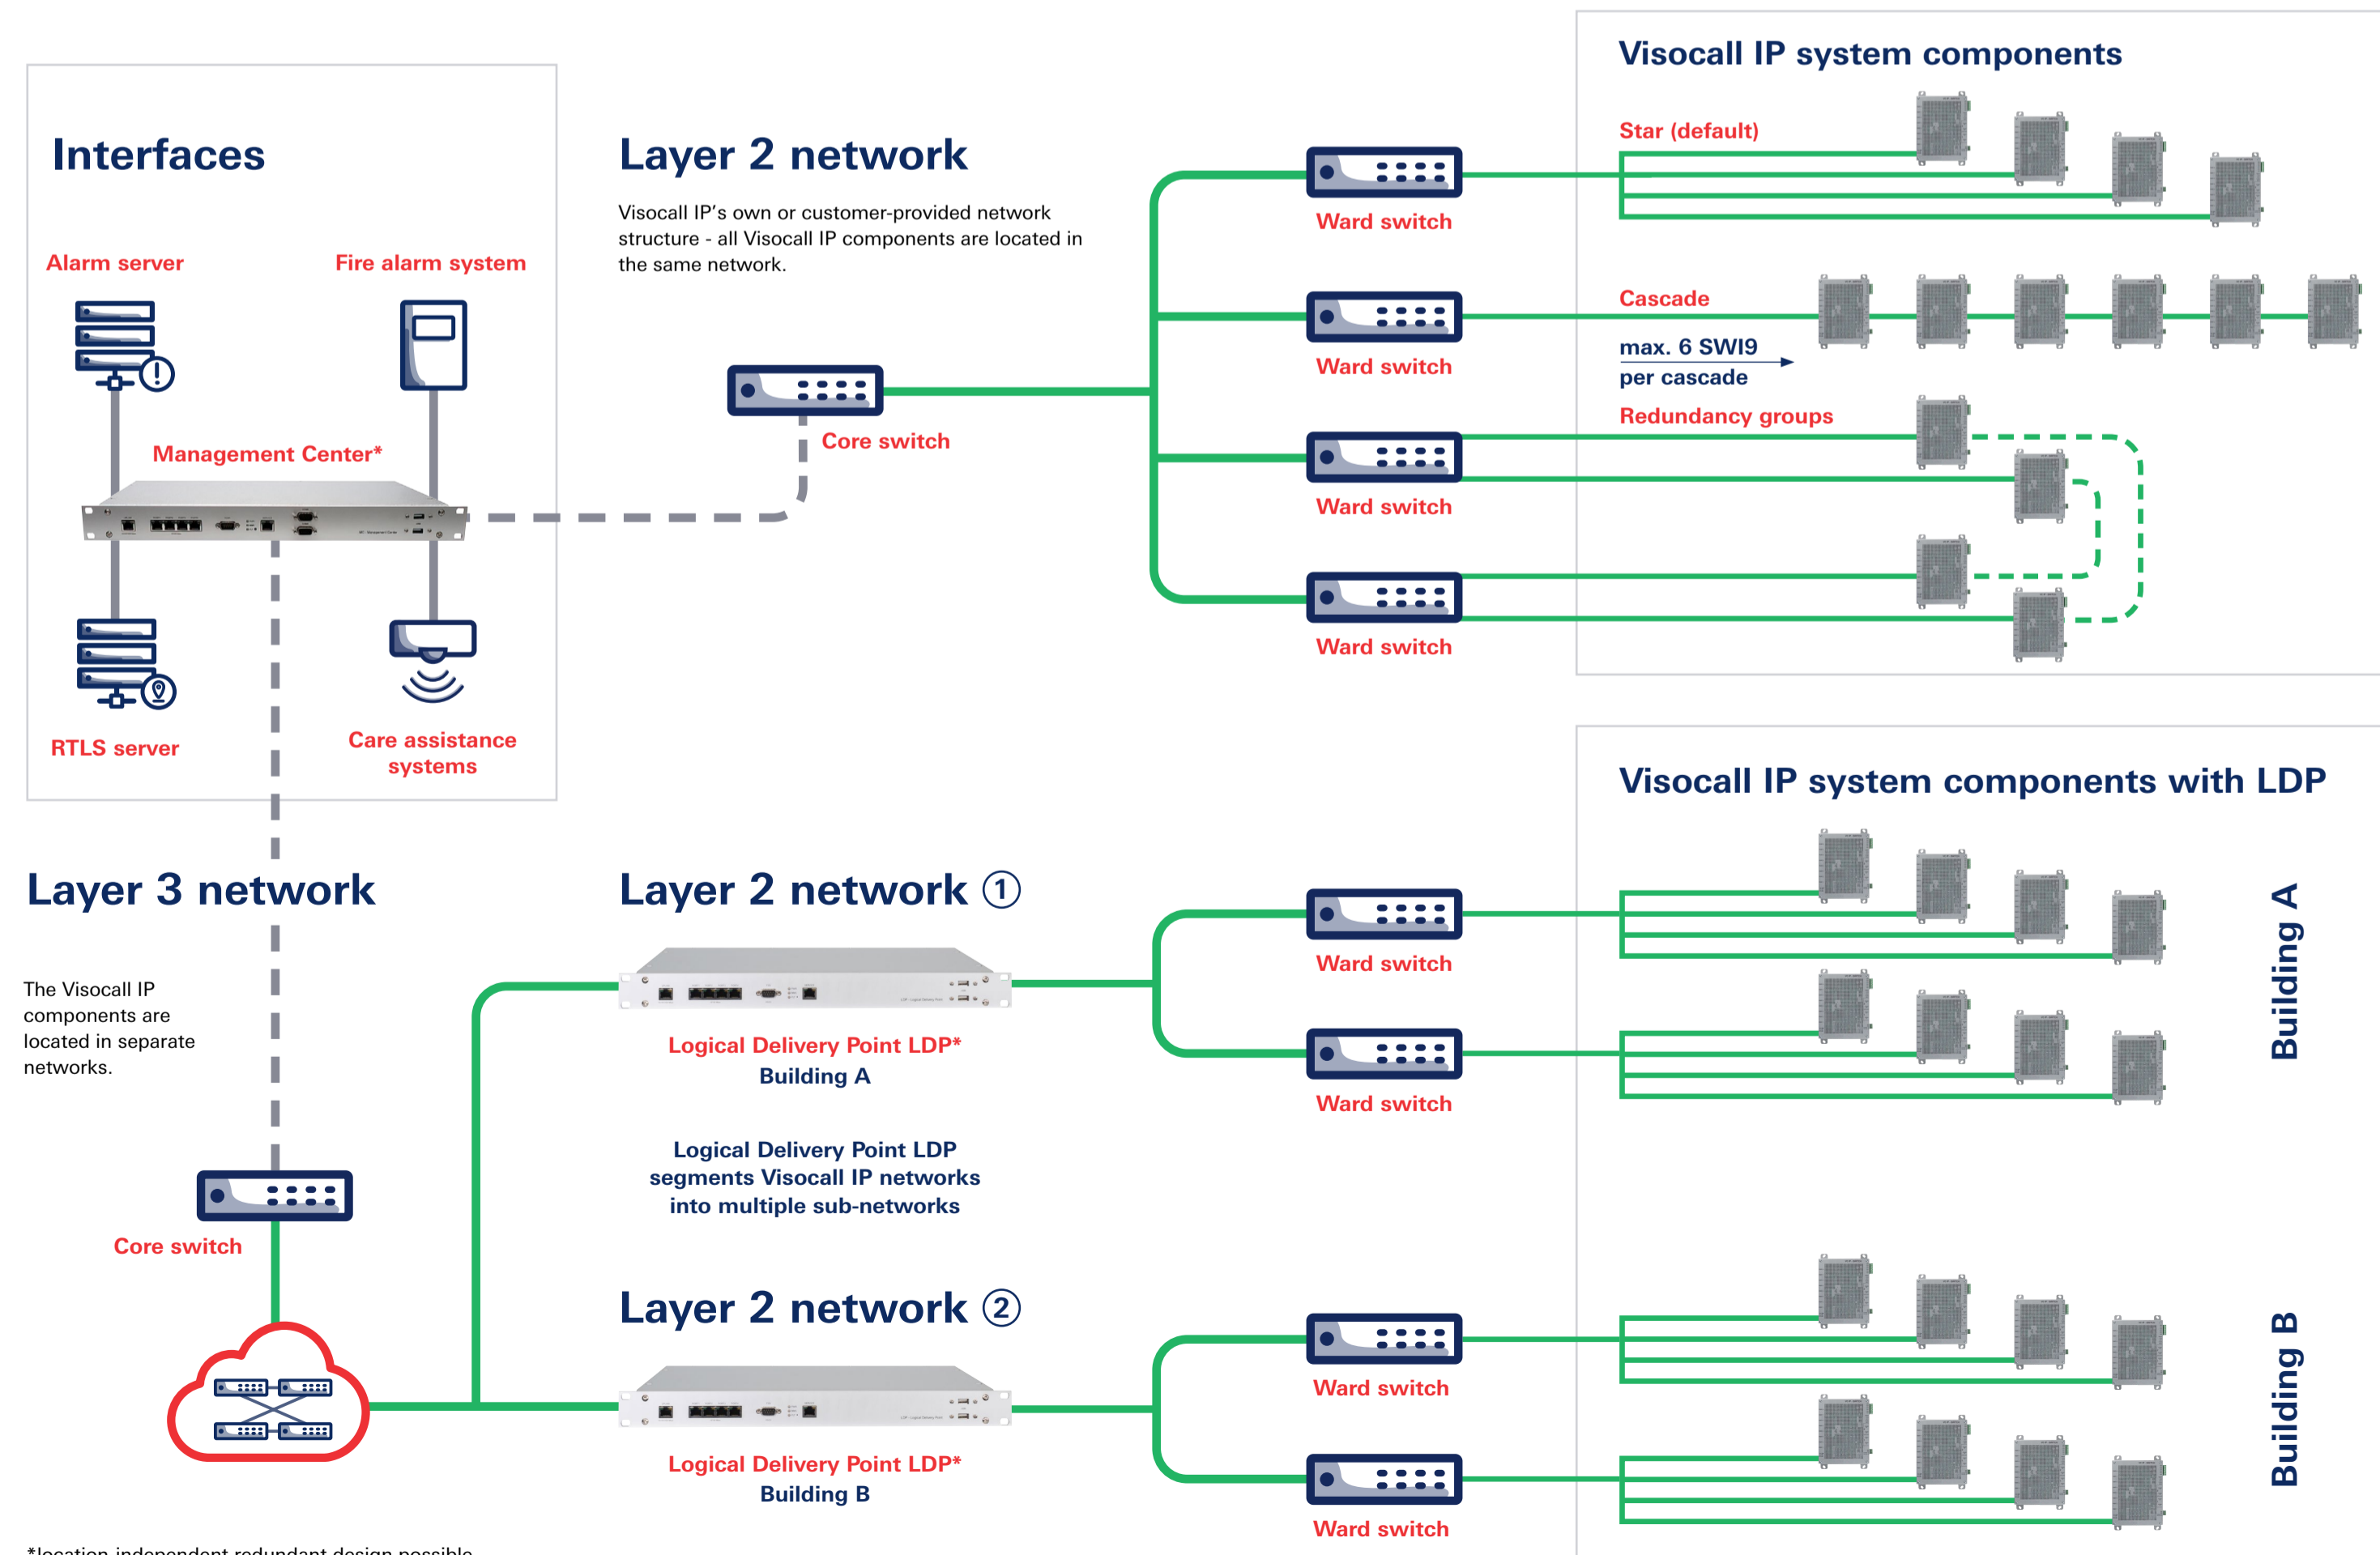 Interfaces
Alarm server
Fire alarm system
Management Center*
RTLS server
Care assistance
systems
Layer 2 network
Visocall IP's own or customer-provided network
structure - all Visocall IP components are located in
the same network.
Core switch
Ward switch
Ward switch
Ward switch
Ward switch
Visocall IP system components
Star (default)
Cascade
max. 6 SWI9
per cascade
Redundancy groups
Layer 3 network
The Visocall IP
components are
located in separate
networks.
Core switch
Layer 2 network ①
Logical Delivery Point LDP*
Building A
Logical Delivery Point LDP
segments Visocall IP networks
into multiple sub-networks
Layer 2 network ②
Logical Delivery Point LDP*
Building B
Ward switch
Ward switch
Ward switch
Ward switch
Visocall IP system components with LDP
Building A
Building B
*location-independent redundant design possible